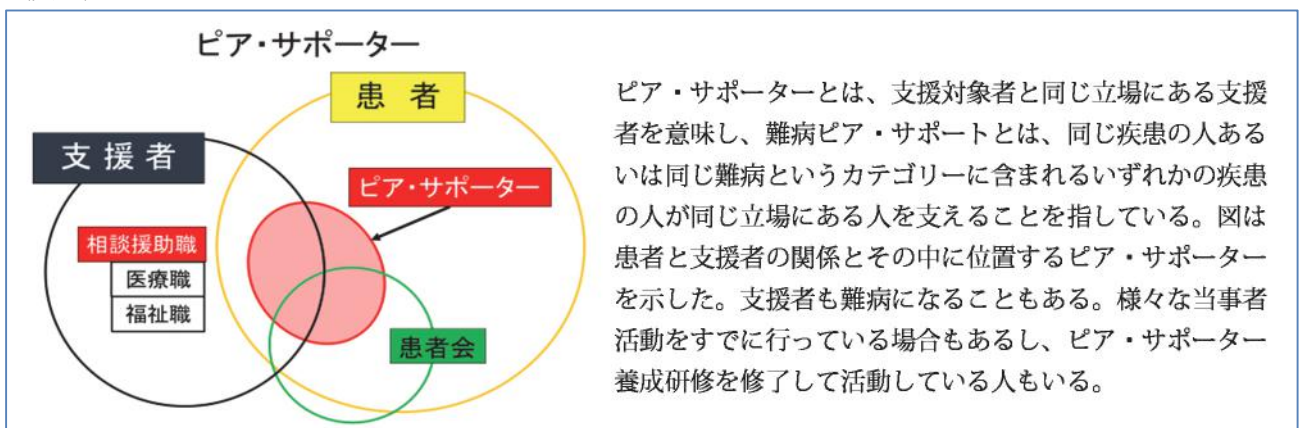 ピア・サポーター
患 者
支 援 者
ピア・サポーター
相談援助職
医療職
福祉職
患者会
ピア・サポーターとは、支援対象者と同じ立場にある支援
者を意味し、難病ピア・サポートとは、同じ疾患の人ある
いは同じ難病というカテゴリーに含まれるいずれかの疾患
の人が同じ立場にある人を支えることを指している。図は
患者と支援者の関係とその中に位置するピア・サポーター
を示した。支援者も難病になることもある。様々な当事者
活動をすでに行っている場合もあるし、ピア・サポーター
養成研修を修了して活動している人もいる。